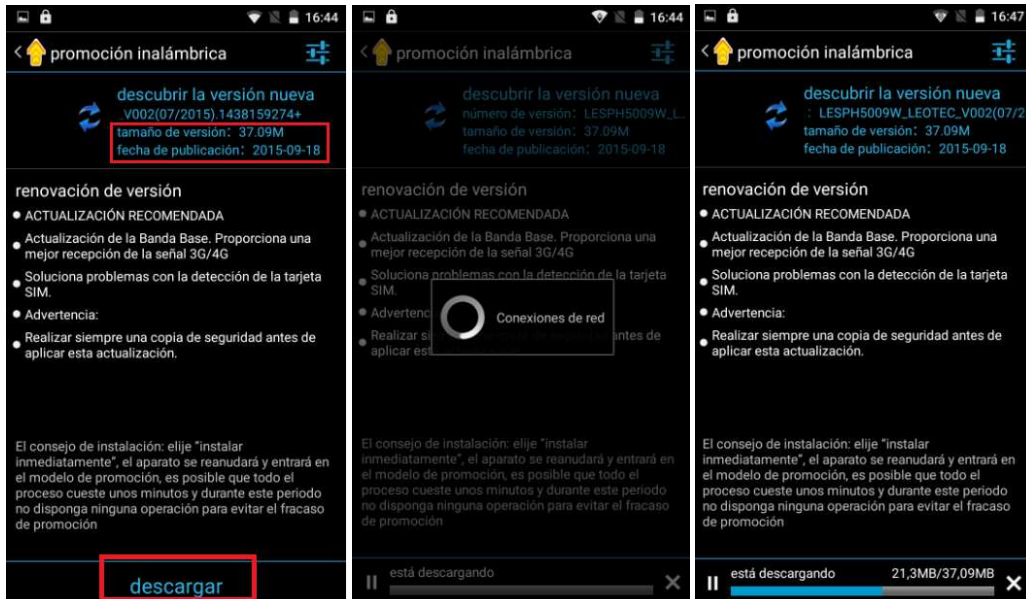 16:44
promoción inalámbrica
descubrir la versión nueva
V002(07/2015).1438159274+
tamaño de versión: 37.09M
fecha de publicación: 2015-09-18
renovación de versión
ACTUALIZACIÓN RECOMENDADA
Actualización de la Banda Base. Proporciona una
mejor recepción de la señal 3G/4G
Soluciona problemas con la detección de la tarjeta
SIM.
Advertencia:
Realizar siempre una copia de seguridad antes de
aplicar esta actualización.
El consejo de instalación: elije "instalar
inmediatamente", el aparato se reanudará y entrará en
el modelo de promoción, es posible que todo el
proceso cueste unos minutos y durante este periodo
no disponga ninguna operación para evitar el fracaso
de promoción
descargar
16:44
promoción inalámbrica
descubrir la versión nueva
número de versión: LESPH5009W_L...
tamaño de versión: 37.09M
fecha de publicación: 2015-09-18
renovación de versión
ACTUALIZACIÓN RECOMENDADA
Actualización de la Banda Base. Proporciona una
mejor recepción de la señal 3G/4G
Soluciona problemas con la detección de la tarjeta
SIM.
Advertenc
Conexiones de red
Realizar si antes de
aplicar est
El consejo de instalación: elije "instalar
inmediatamente", el aparato se reanudará y entrará en
el modelo de promoción, es posible que todo el
proceso cueste unos minutos y durante este periodo
no disponga ninguna operación para evitar el fracaso
de promoción
está descargando
16:47
promoción inalámbrica
descubrir la versión nueva
: LESPH5009W_LEOTEC_V002(07/2
tamaño de versión: 37.09M
fecha de publicación: 2015-09-18
renovación de versión
ACTUALIZACIÓN RECOMENDADA
Actualización de la Banda Base. Proporciona una
mejor recepción de la señal 3G/4G
Soluciona problemas con la detección de la tarjeta
SIM.
Advertencia:
Realizar siempre una copia de seguridad antes de
aplicar esta actualización.
El consejo de instalación: elije "instalar
inmediatamente", el aparato se reanudará y entrará en
el modelo de promoción, es posible que todo el
proceso cueste unos minutos y durante este periodo
no disponga ninguna operación para evitar el fracaso
de promoción
está descargando 21,3MB/37,09MB